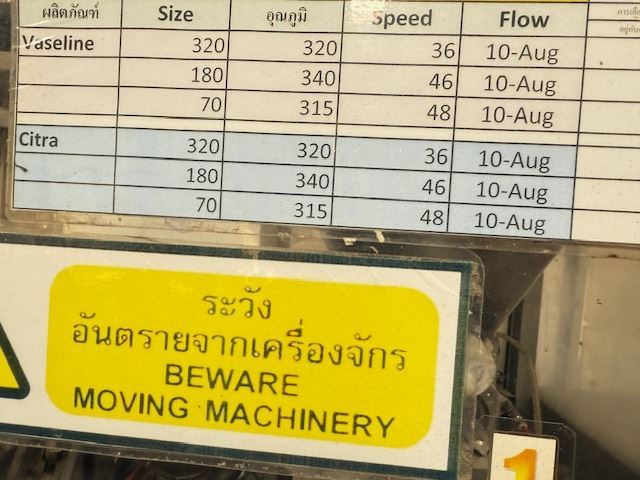 ผลิตภัณฑ์ Size อุณภูมิ Speed Flow
Vaseline 320 320 36 10-Aug
180 340 46 10-Aug
70 315 48 10-Aug
Citra 320 320 36 10-Aug
180 340 46 10-Aug
70 315 48 10-Aug
ระวัง
อันตรายจากเครื่องจักร
BEWARE
MOVING MACHINERY
1